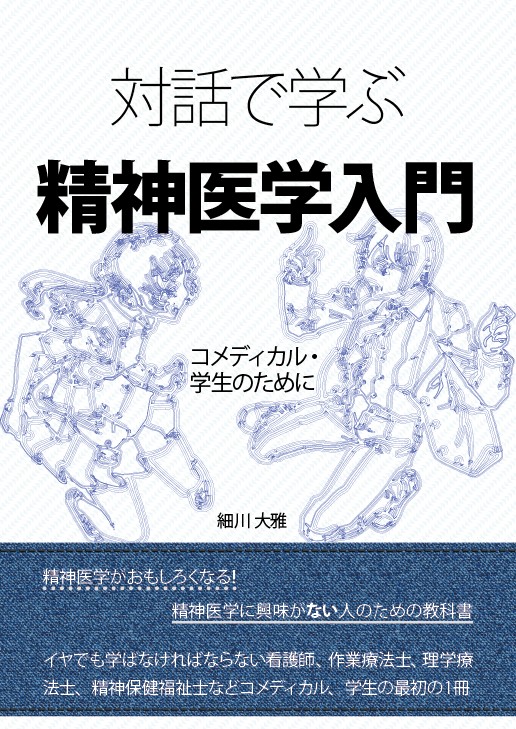 対話で学ぶ
精神医学入門
コメディカル・
学生のために
細川 大雅
精神医学がおもしろくなる!
精神医学に興味がない人のための教科書
イヤでも学ばなければならない看護師、作業療法士、理学療
法士、精神保健福祉士などコメディカル、学生の最初の1冊